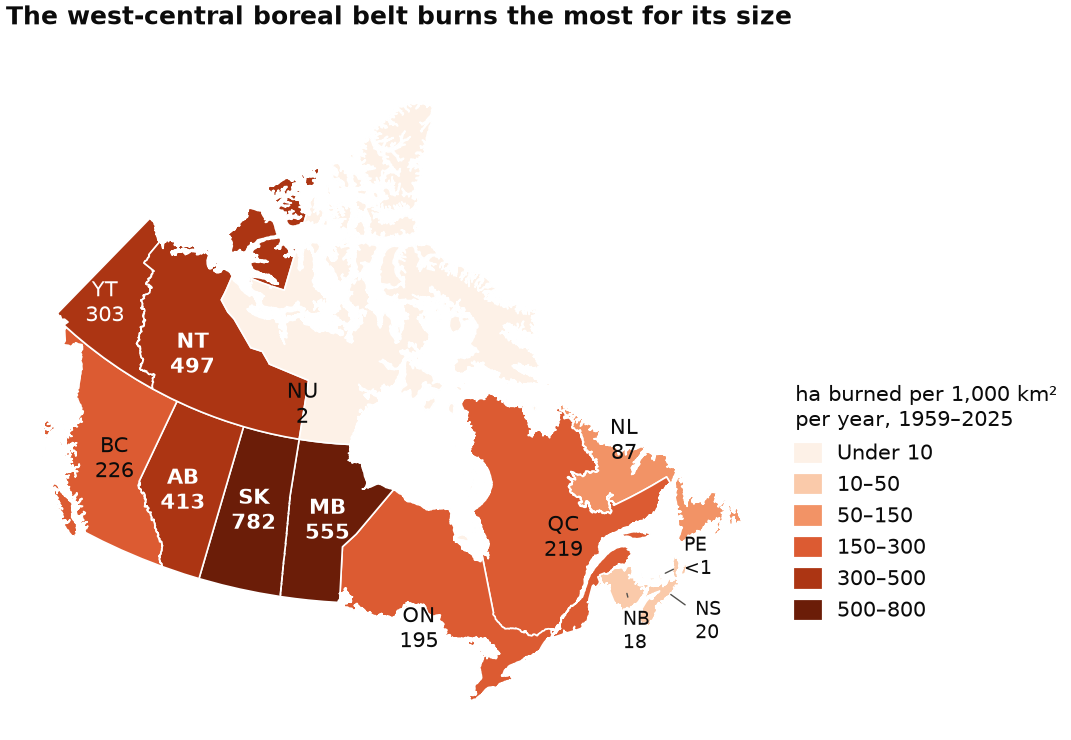 The west-central boreal belt burns the most for its size
YT
303
NT
497
NU
2
BC
226
AB
413
SK
782
MB
555
ON
195
QC
219
NL
87
PE
<1
NB
18
NS
20
ha burned per 1,000 km²
per year, 1959–2025
Under 10
10–50
50–150
150–300
300–500
500–800